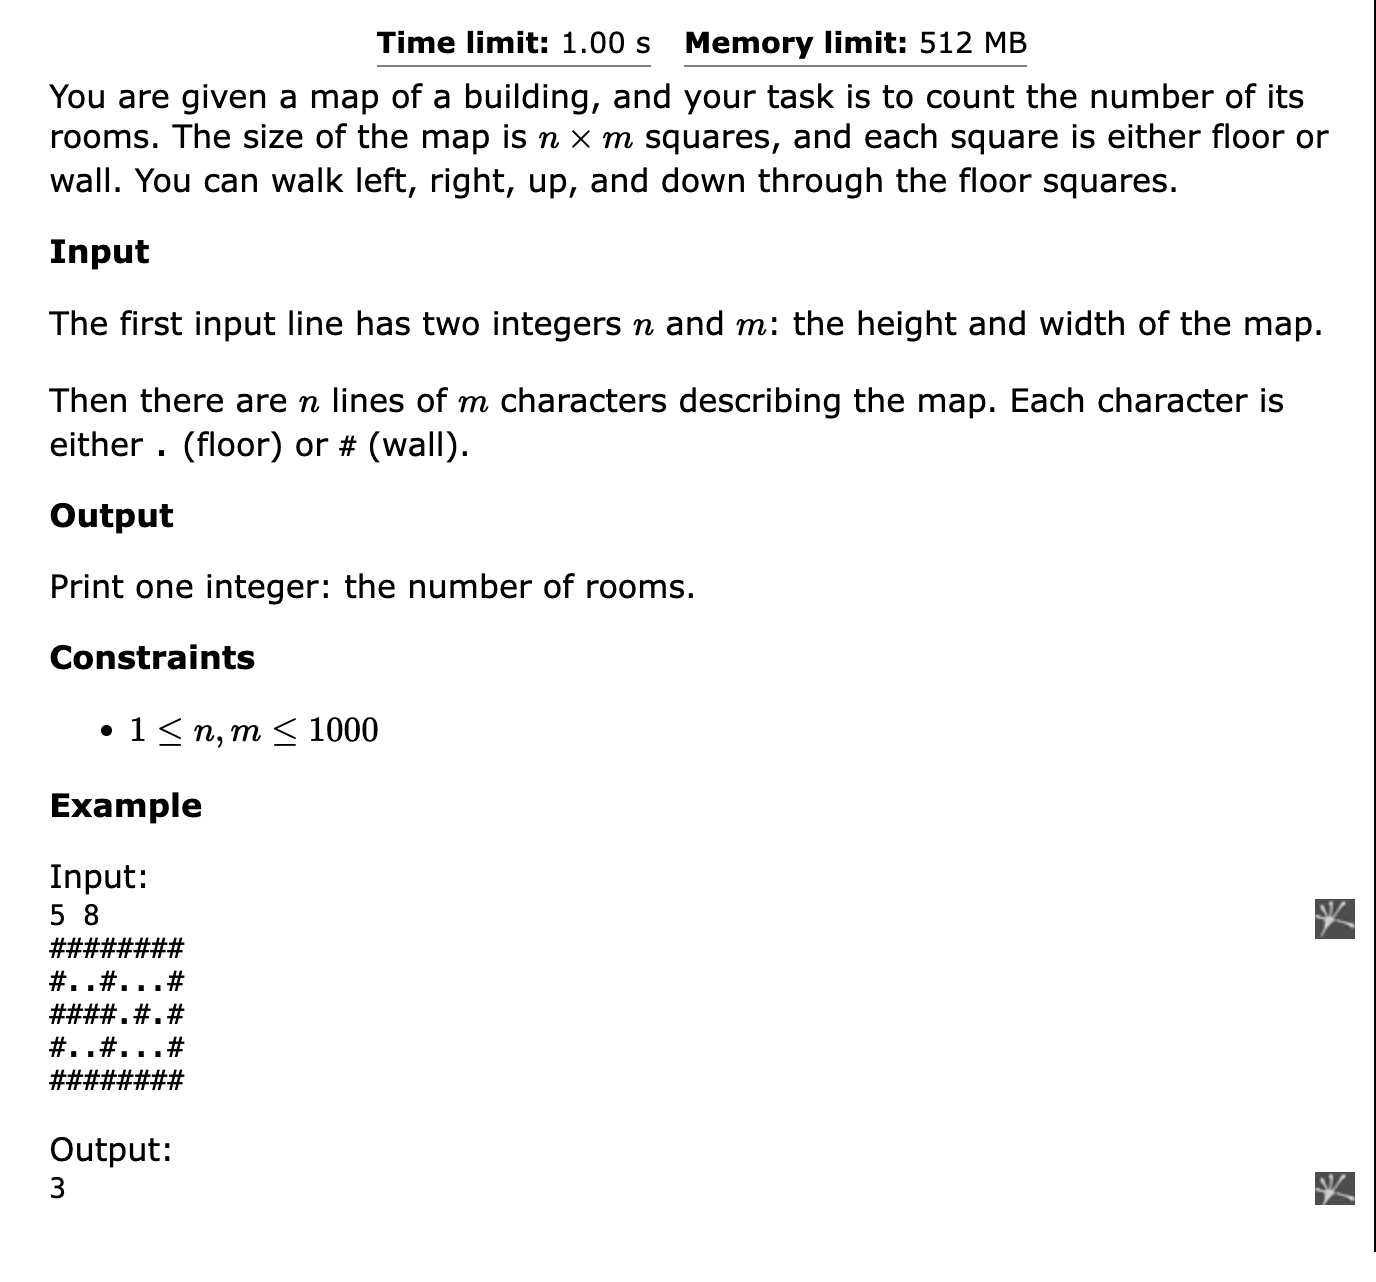 Time limit: 1.00 s Memory limit: 512 MB
You are given a map of a building, and your task is to count the number of its
rooms. The size of the map is n × m squares, and each square is either floor or
wall. You can walk left, right, up, and down through the floor squares.
Input
The first input line has two integers n and m: the height and width of the map.
Then there are n lines of m characters describing the map. Each character is
either . (floor) or # (wall).
Output
Print one integer: the number of rooms.
Constraints
• 1 ≤ n, m ≤ 1000
Example
Input:
5 8
########
#..#...#
####.#.#
#..#...#
########
Output:
3